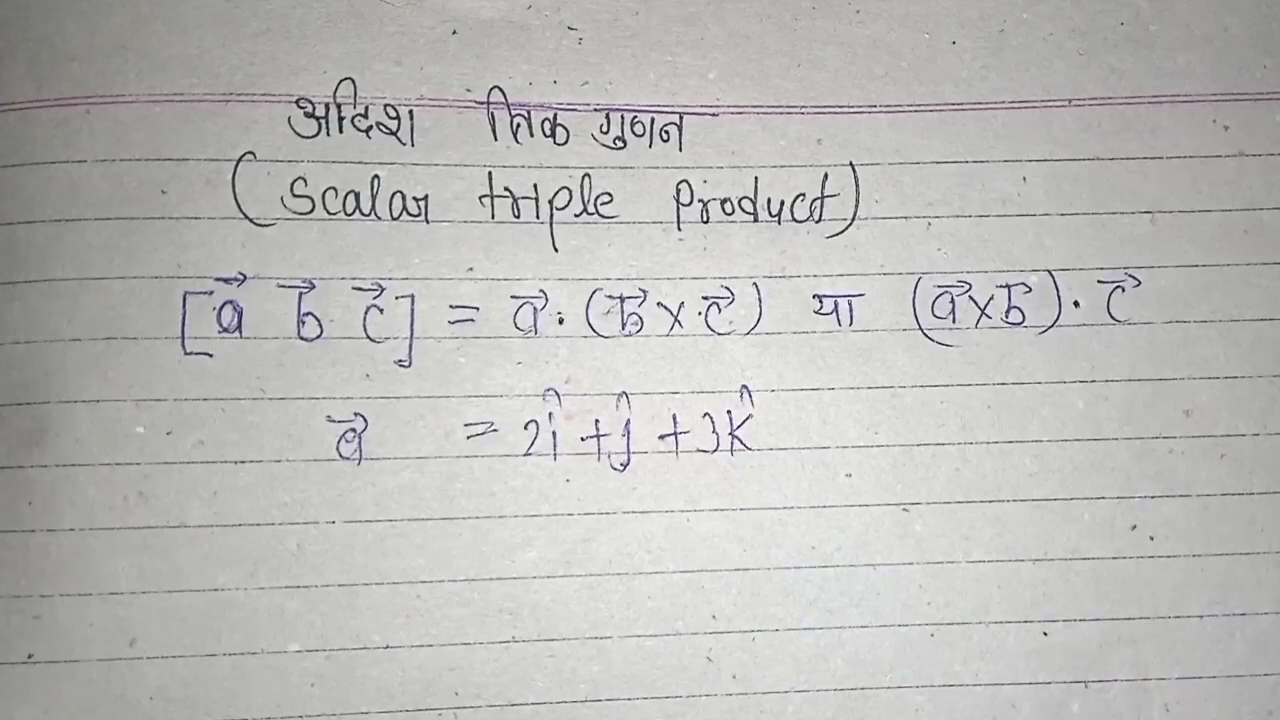 अदिश त्रिक गुणन
(Scalar triple product)
[a⃗ b⃗ c⃗] = a⃗.(b⃗×c⃗) या (a⃗×b⃗).c⃗
a⃗ = 2î+ĵ+3k̂